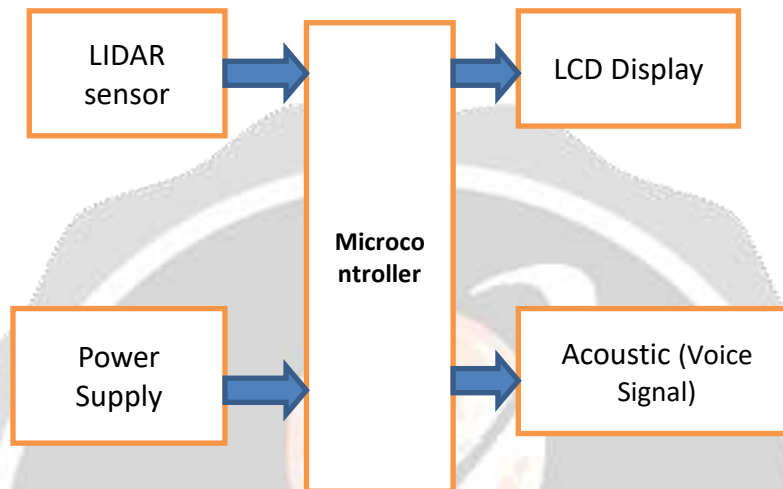 LIDAR
sensor
LCD Display
Microco
ntroller
Power
Supply
Acoustic (Voice
Signal)